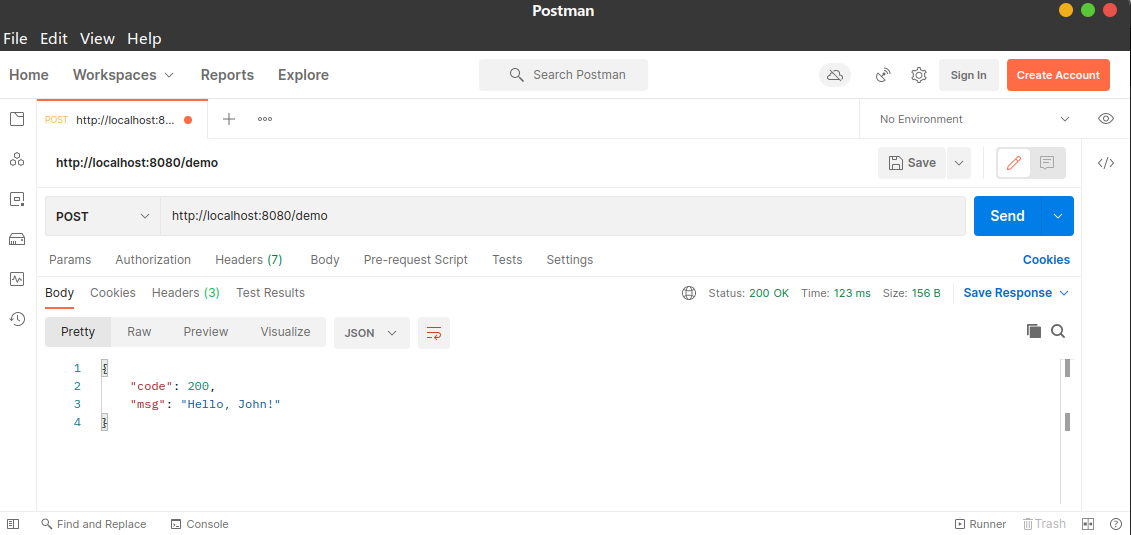 Postman
File Edit View Help
Home Workspaces Reports Explore Search Postman Sign In Create Account
POST http://localhost:8... No Environment
http://localhost:8080/demo Save
POST http://localhost:8080/demo Send
Params Authorization Headers (7) Body Pre-request Script Tests Settings Cookies
Body Cookies Headers (3) Test Results Status: 200 OK Time: 123 ms Size: 156 B Save Response
Pretty Raw Preview Visualize JSON
1 {
2 "code": 200,
3 "msg": "Hello, John!"
4 }
Find and Replace Console Runner Trash